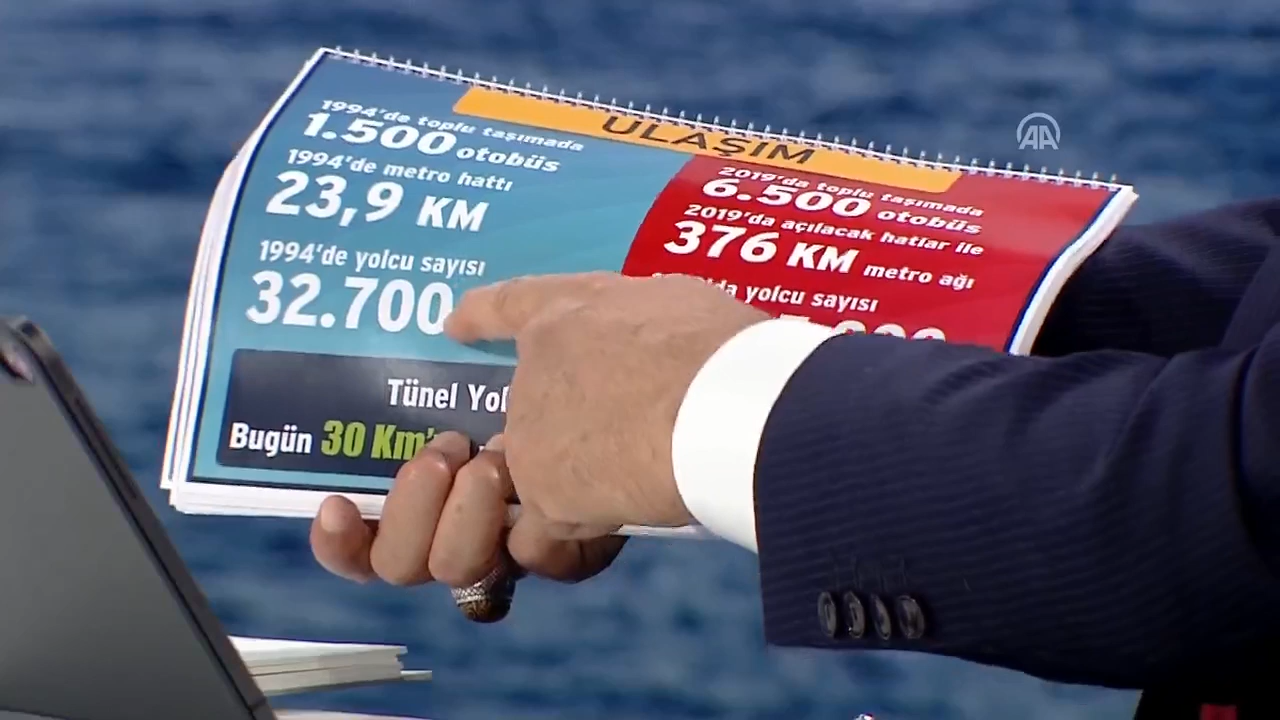 ULAŞIM
1994'de toplu taşımada
1.500 otobüs
1994'de metro hattı
23,9 KM
1994'de yolcu sayısı
32.700
2019'da toplu taşımada
6.500 otobüs
2019'da açılacak hatlar ile
376 KM metro ağı
yolcu sayısı
Tünel
Bugün 30 Km'
AA